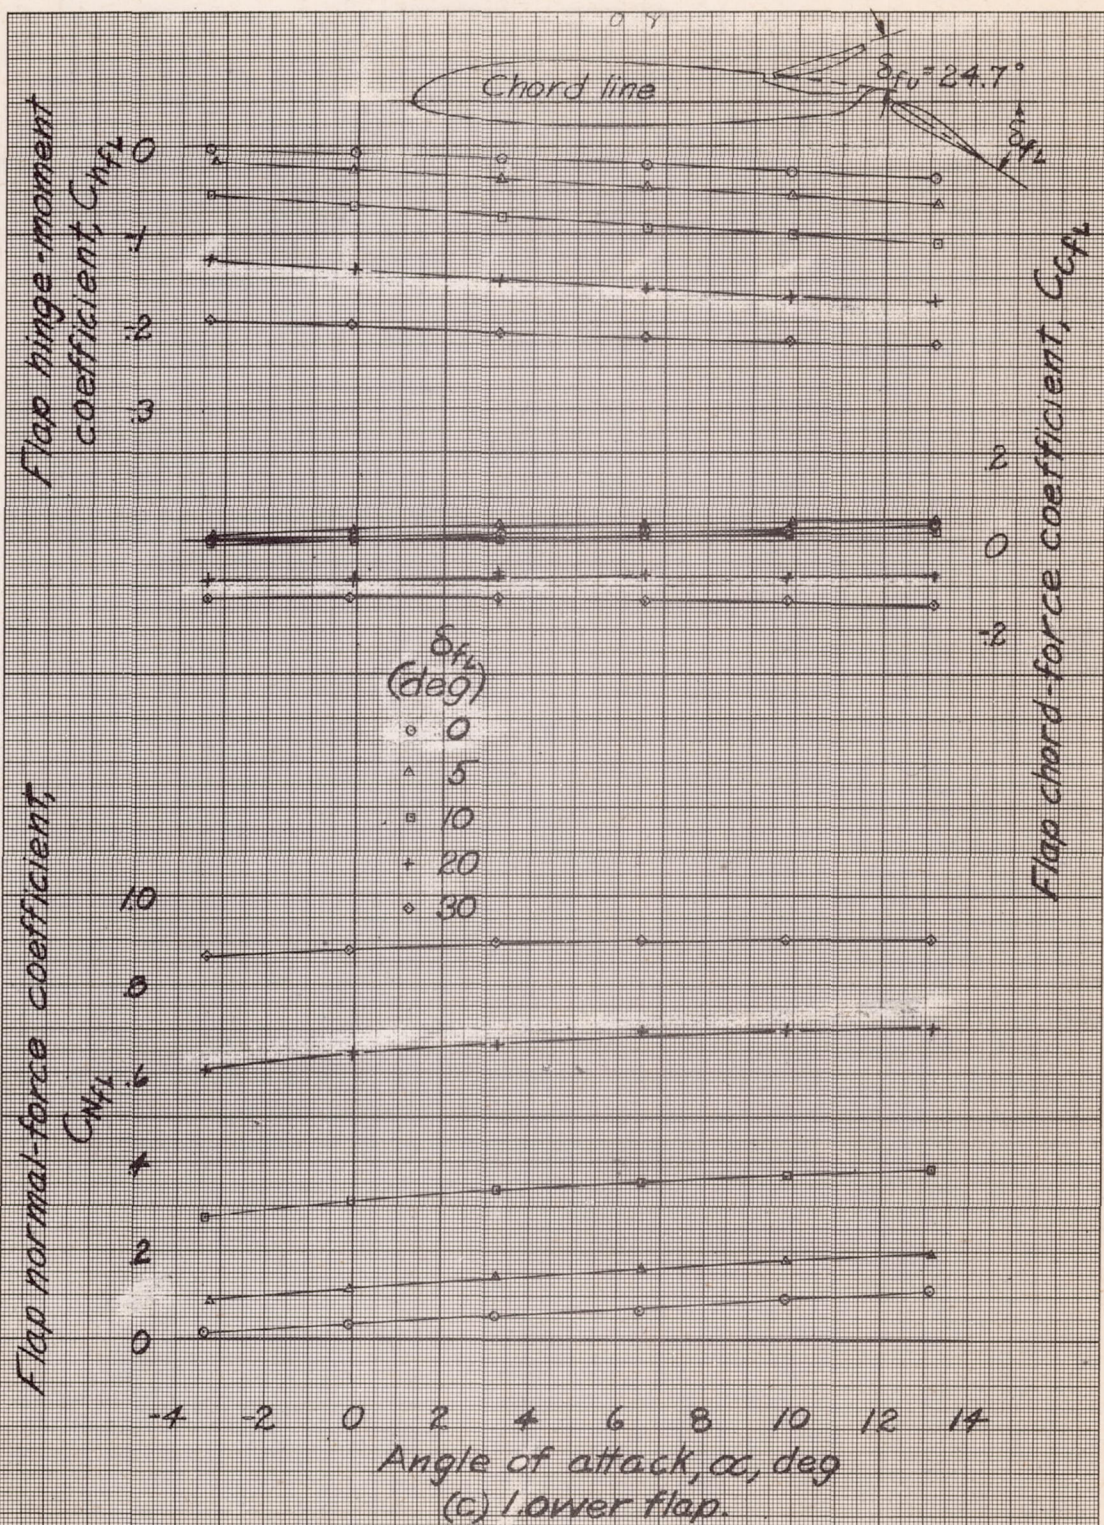 Chord line
δfU = 24.7°
δfL
Flap hinge-moment
coefficient, ChfL
0
-.1
-.2
-.3
Flap chord-force coefficient, CcfL
.2
0
-.2
δfL
(deg)
○ 0
△ 5
□ 10
+ 20
◇ 30
Flap normal-force coefficient,
CNfL
1.0
.8
.6
.4
.2
0
-4 -2 0 2 4 6 8 10 12 14
Angle of attack, α, deg
(c) Lower flap.